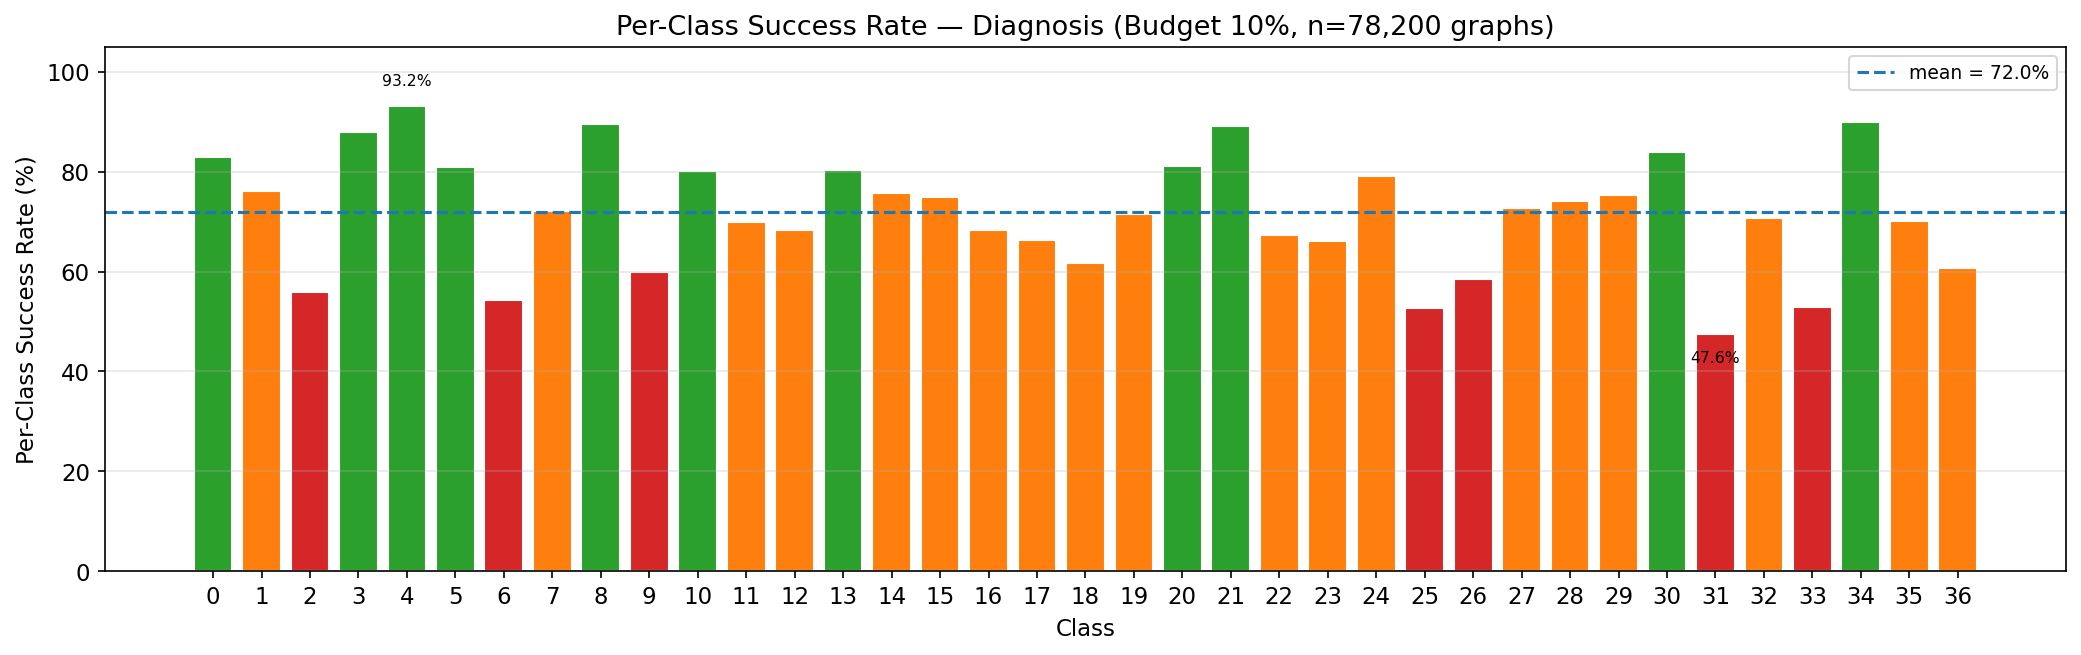 Per-Class Success Rate — Diagnosis (Budget 10%, n=78,200 graphs)
Per-Class Success Rate (%)
100
80
60
40
20
0
mean = 72.0%
93.2%
47.6%
0 1 2 3 4 5 6 7 8 9 10 11 12 13 14 15 16 17 18 19 20 21 22 23 24 25 26 27 28 29 30 31 32 33 34 35 36
Class